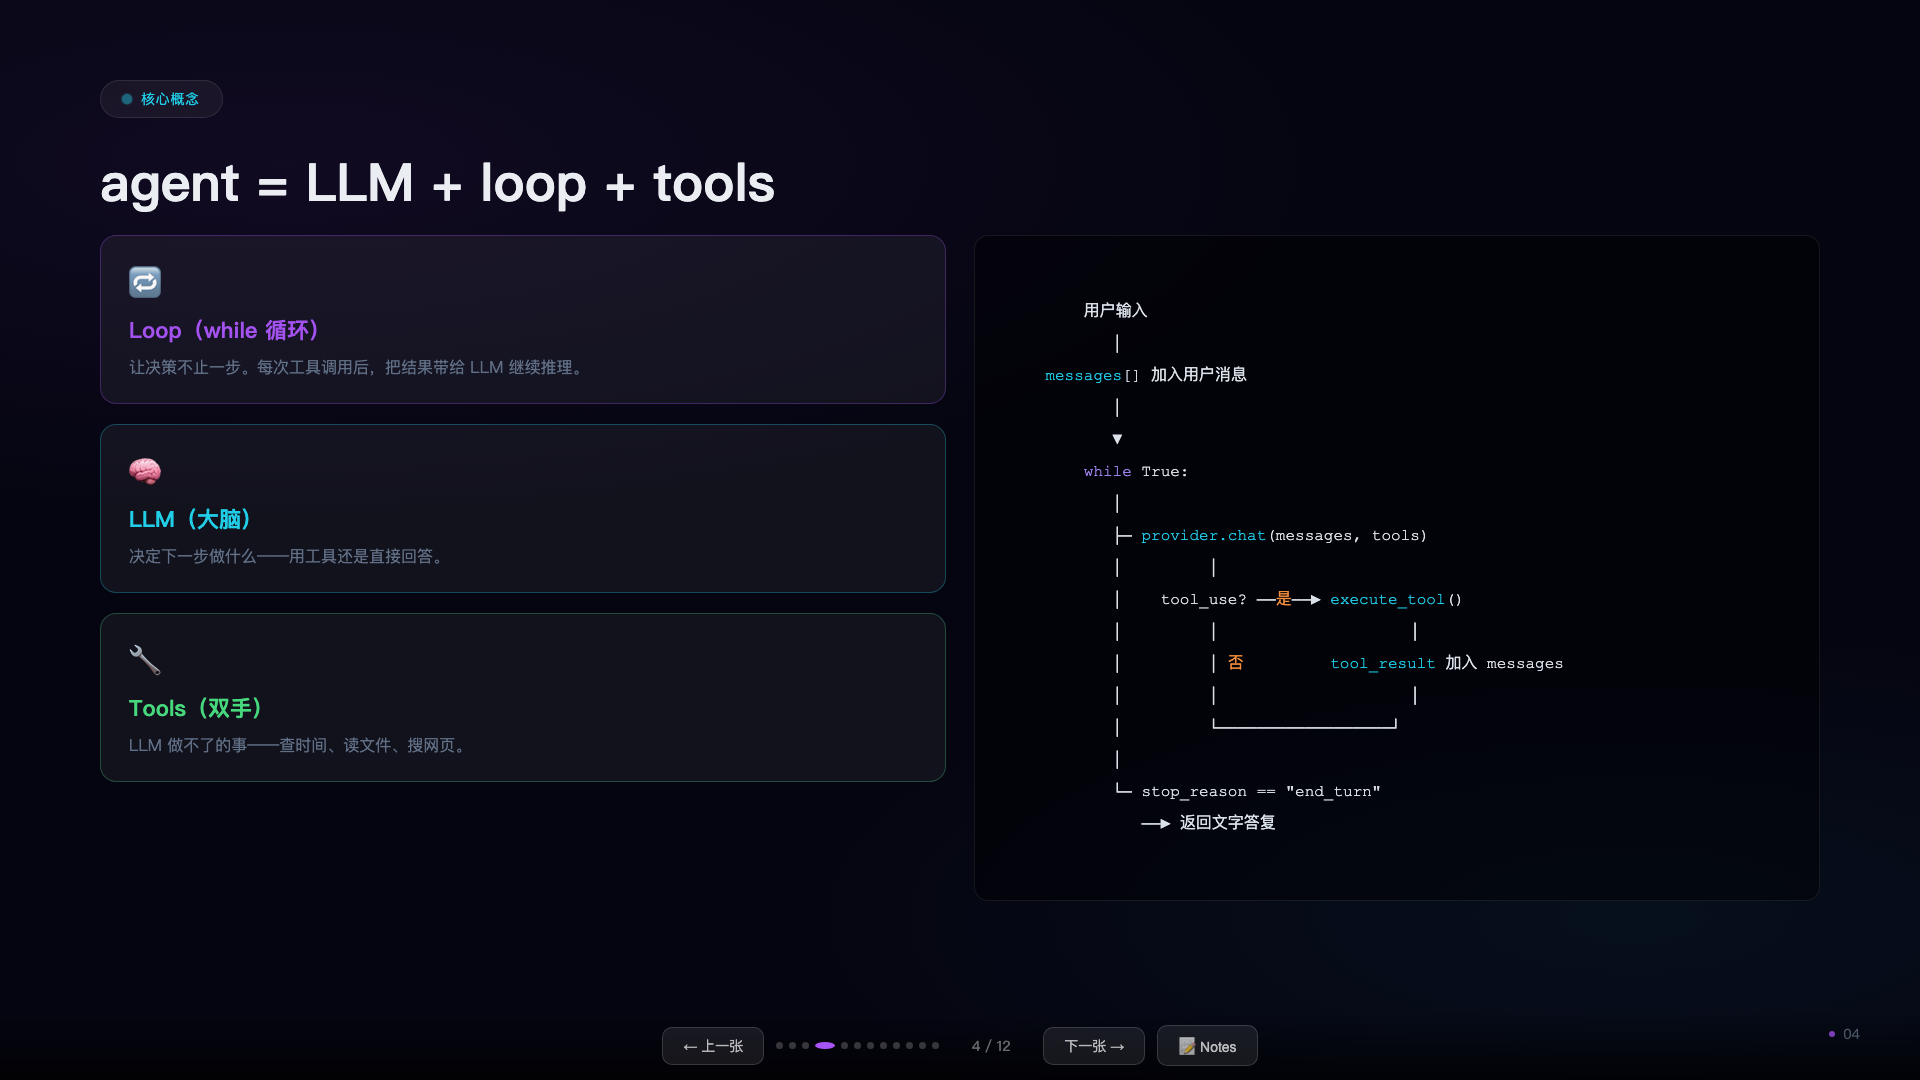 核心概念
agent = LLM + loop + tools
Loop（while 循环）
让决策不止一步。每次工具调用后，把结果带给 LLM 继续推理。
LLM（大脑）
决定下一步做什么——用工具还是直接回答。
Tools（双手）
LLM 做不了的事——查时间、读文件、搜网页。
用户输入
messages[] 加入用户消息
while True:
provider.chat(messages, tools)
tool_use? ──是──▶ execute_tool()
否 tool_result 加入 messages
stop_reason == "end_turn"
──▶ 返回文字答复
← 上一张
4 / 12
下一张 →
Notes
04